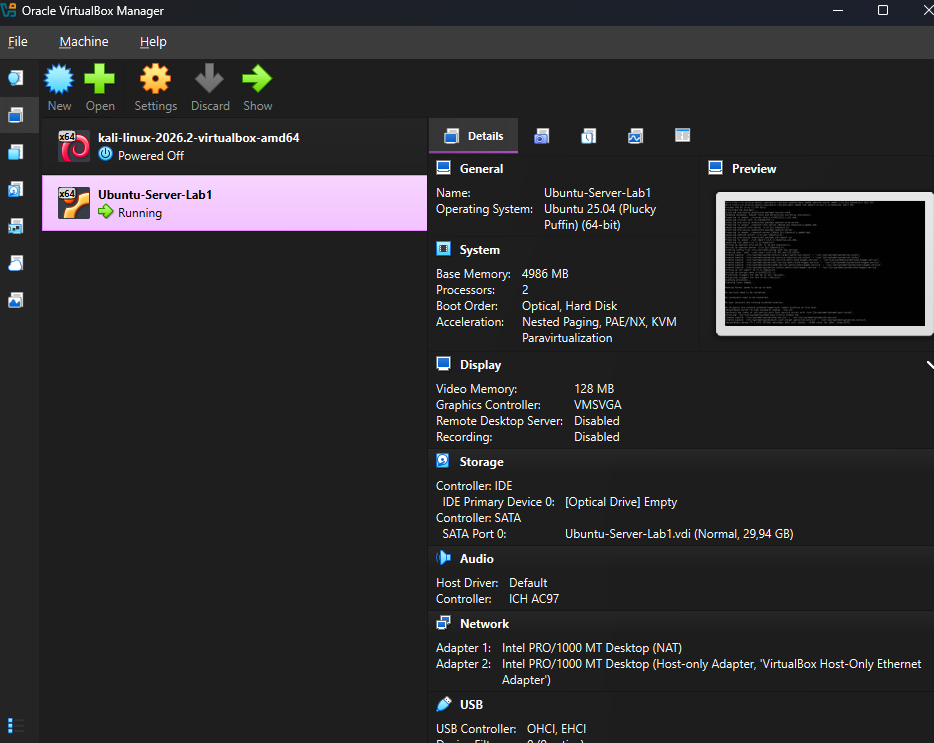 Oracle VirtualBox Manager
File Machine Help
New Open Settings Discard Show
x64
kali-linux-2026.2-virtualbox-amd64
Powered Off
x64
Ubuntu-Server-Lab1
Running
Details
General
Name: Ubuntu-Server-Lab1
Operating System: Ubuntu 25.04 (Plucky
Puffin) (64-bit)
Preview
System
Base Memory: 4986 MB
Processors: 2
Boot Order: Optical, Hard Disk
Acceleration: Nested Paging, PAE/NX, KVM
Paravirtualization
Display
Video Memory: 128 MB
Graphics Controller: VMSVGA
Remote Desktop Server: Disabled
Recording: Disabled
Storage
Controller: IDE
IDE Primary Device 0: [Optical Drive] Empty
Controller: SATA
SATA Port 0: Ubuntu-Server-Lab1.vdi (Normal, 29,94 GB)
Audio
Host Driver: Default
Controller: ICH AC97
Network
Adapter 1: Intel PRO/1000 MT Desktop (NAT)
Adapter 2: Intel PRO/1000 MT Desktop (Host-only Adapter, 'VirtualBox Host-Only Ethernet
Adapter')
USB
USB Controller: OHCI, EHCI